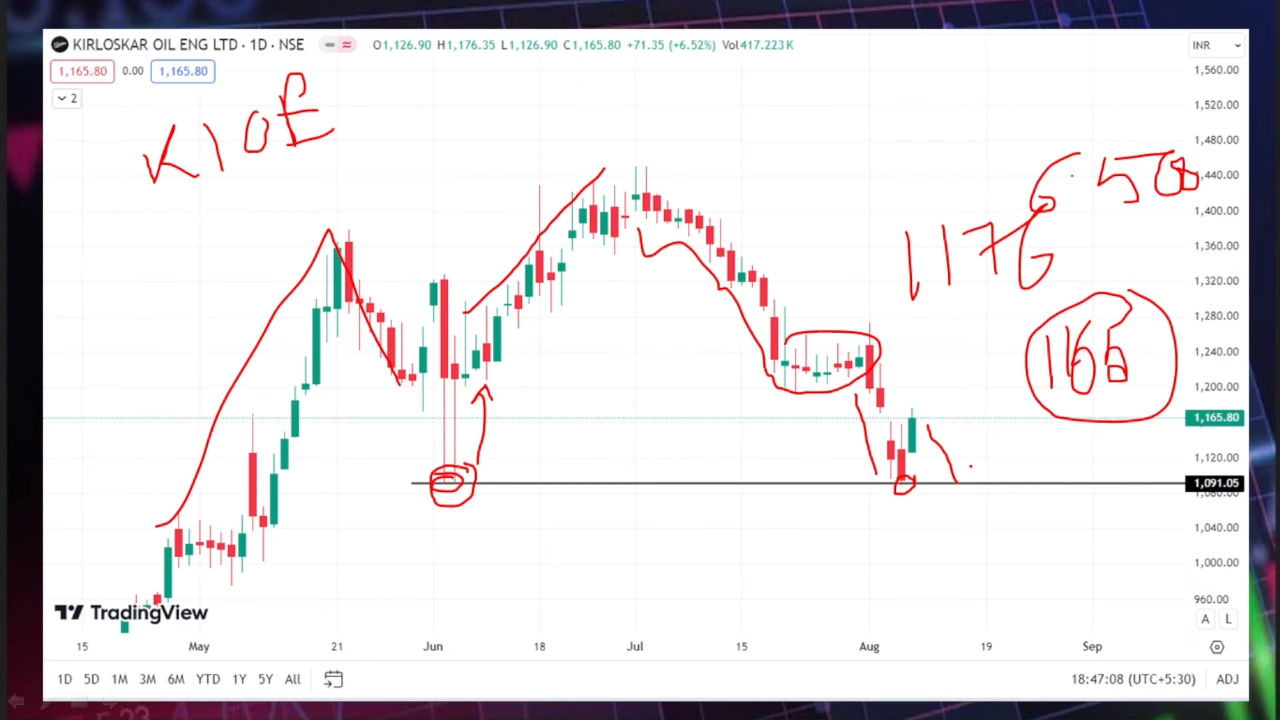 KIRLOSKAR OIL ENG LTD · 1D · NSE O1,126.90 H1,176.35 L1,126.90 C1,165.80 +71.35 (+6.52%) Vol417.223 K INR
1,165.80 0.00 1,165.80
2
KIOE
1,560.00
1,520.00
1,480.00
1,440.00
1,400.00
1,360.00
1,320.00
1,280.00
1,240.00
1,200.00
1,165.80
1,120.00
1,091.05
1,040.00
1,000.00
960.00
6.50
1176
1166
TradingView
A L
15 May 21 Jun 18 Jul 15 Aug 19 Sep
1D 5D 1M 3M 6M YTD 1Y 5Y All 18:47:08 (UTC+5:30) ADJ